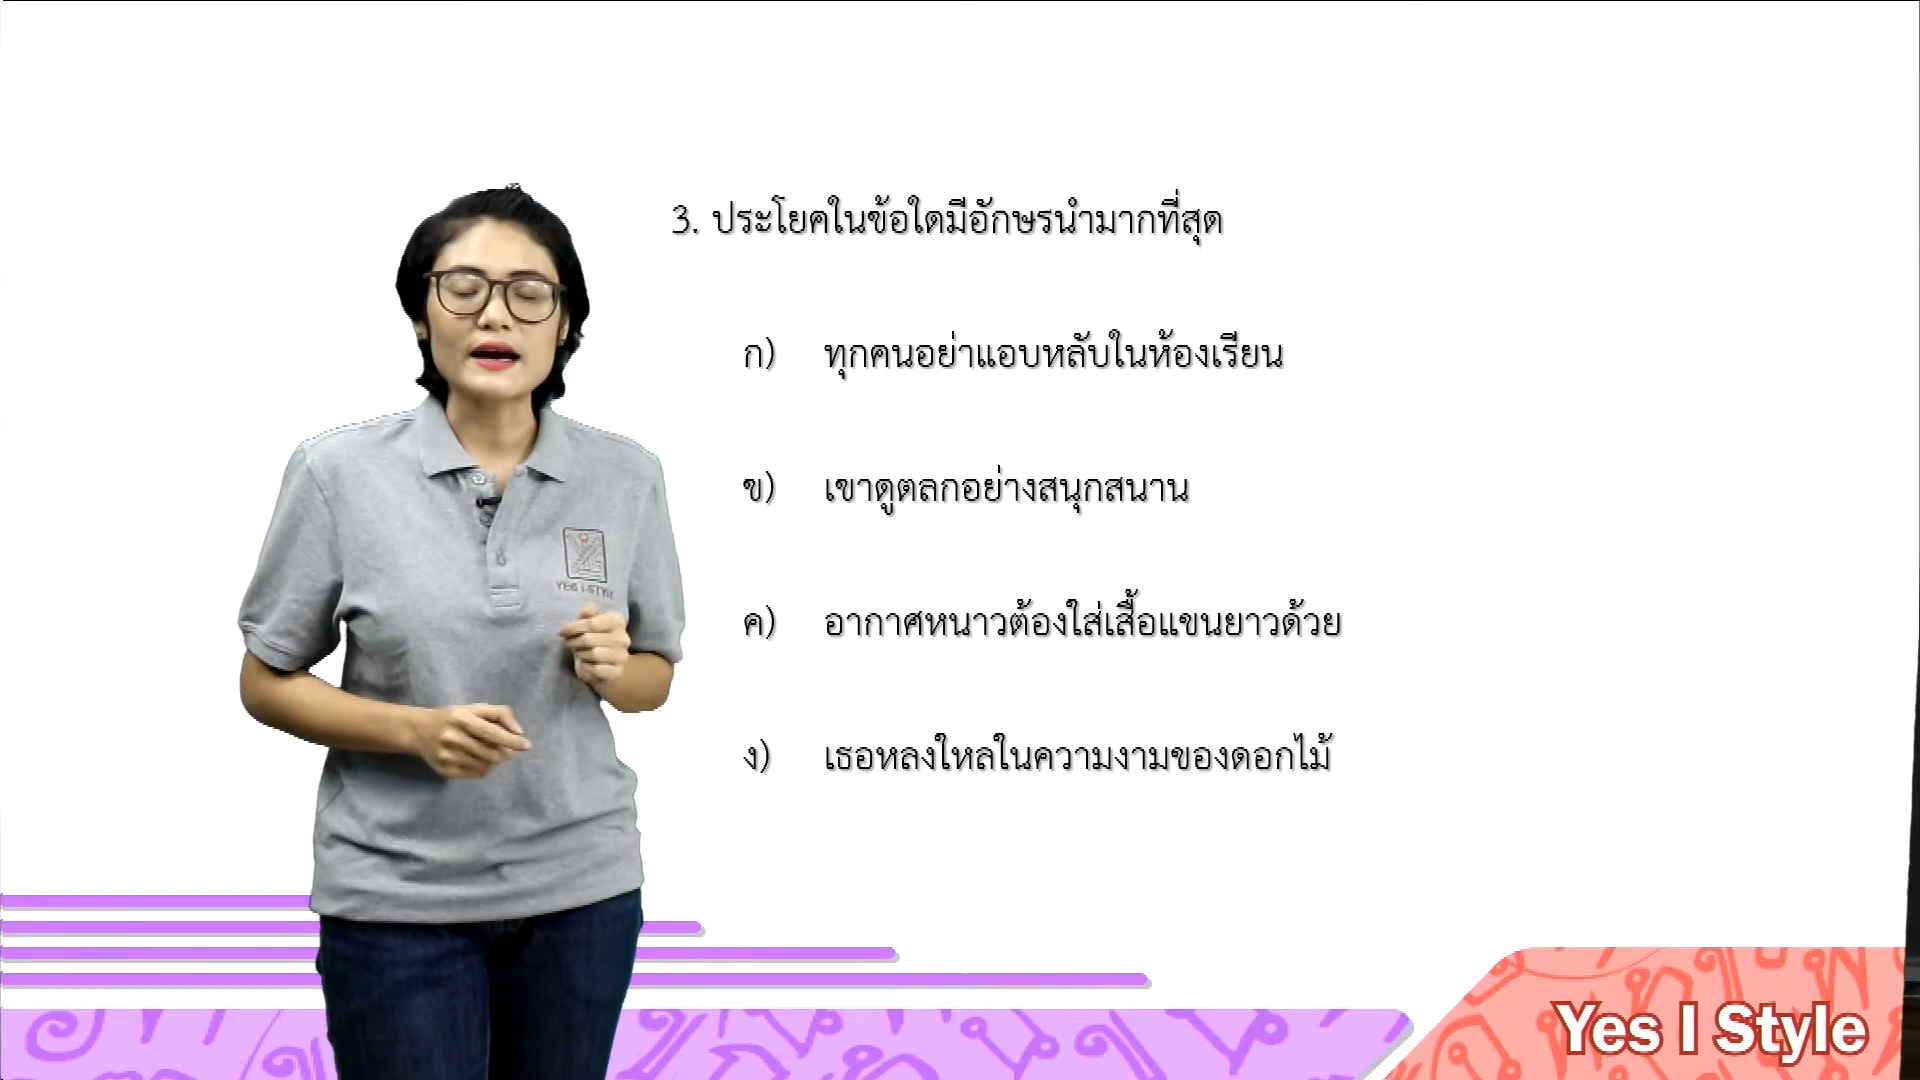 3. ประโยคในข้อใดมีอักษรนำมากที่สุด
ก) ทุกคนอย่าแอบหลับในห้องเรียน
ข) เขาดูตลกอย่างสนุกสนาน
ค) อากาศหนาวต้องใส่เสื้อแขนยาวด้วย
ง) เธอหลงใหลในความงามของดอกไม้
YES I STYLE
Yes I Style